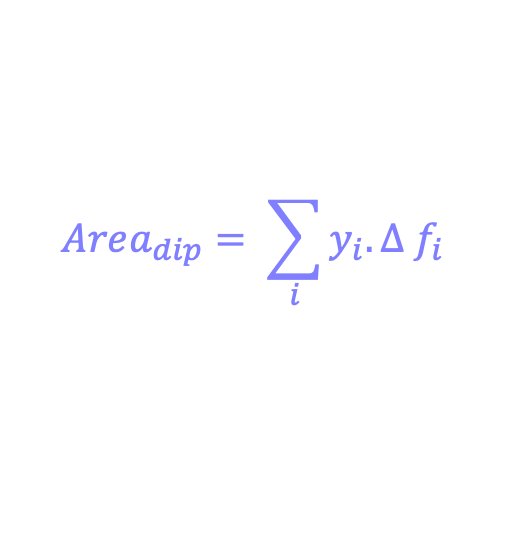 Area_dip = ∑_i y_i.Δ f_i